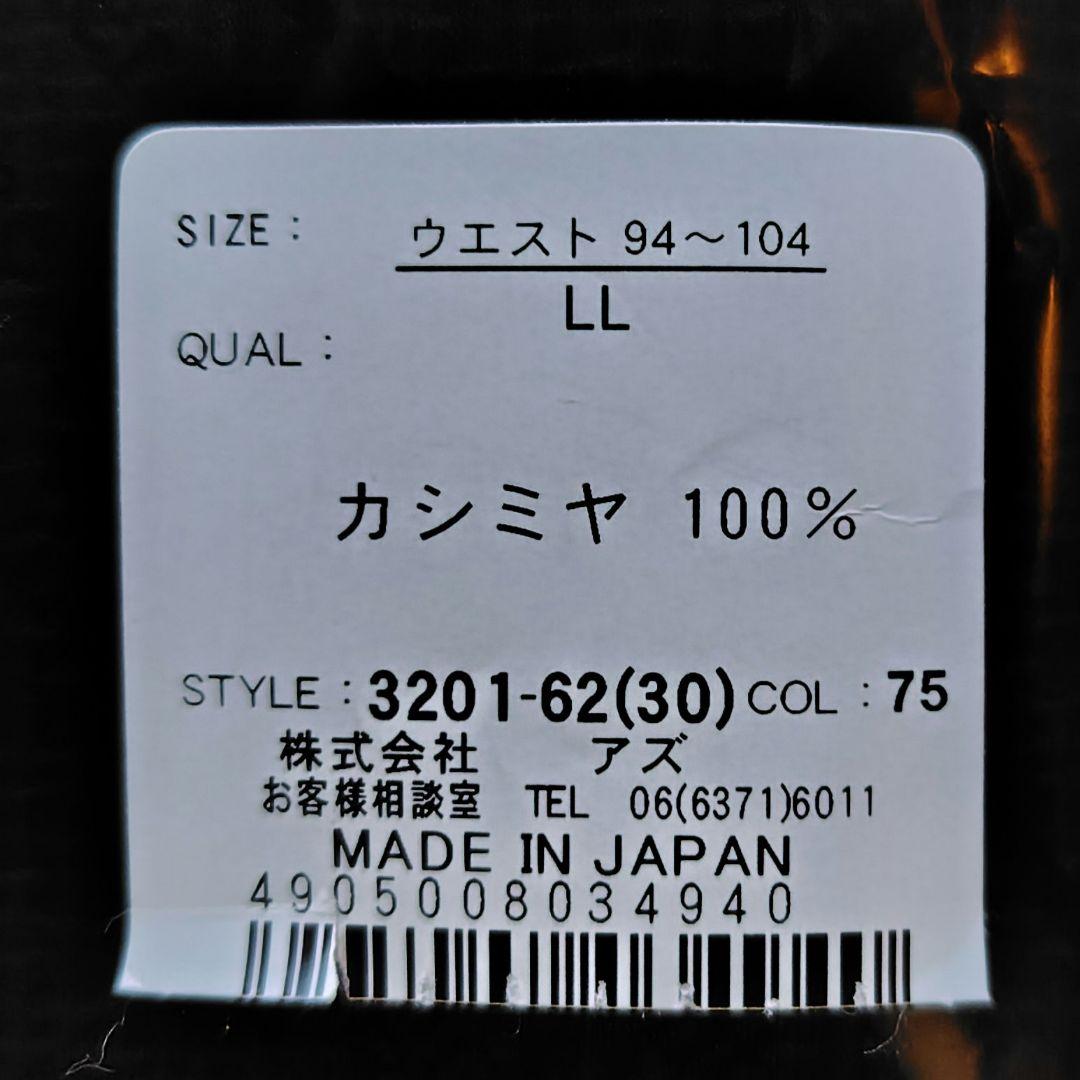 SIZE : ウエスト 94～104
LL
QUAL :
カシミヤ 100%
STYLE : 3201-62(30) COL : 75
株式会社 アズ
お客様相談室 TEL 06(6371)6011
MADE IN JAPAN
4905008034940